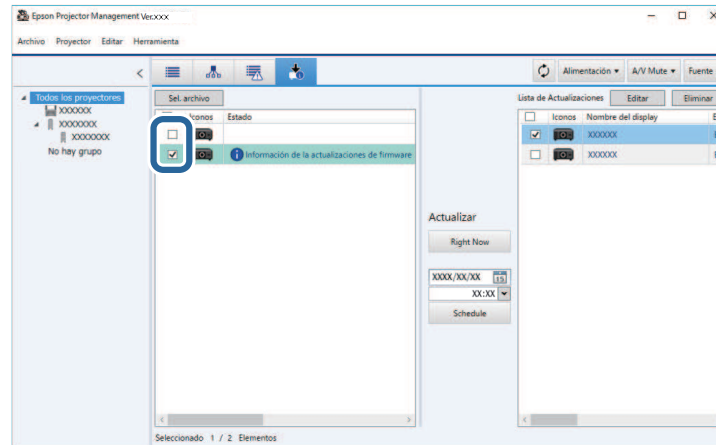 Epson Projector Management Ver.xxx
Archivo Proyector Editar Herramienta
Alimentación A/V Mute Fuente
Todos los proyectores
XXXXXX
XXXXXXX
XXXXXXX
No hay grupo
Sel. archivo
Iconos Estado
Información de la actualizaciones de firmware
Seleccionado 1 / 2 Elementos
Actualizar
Right Now
XXXX/XX/XX 15
XX:XX
Schedule
Lista de Actualizaciones Editar Eliminar
Iconos Nombre del display E
XXXXXX
XXXXXX